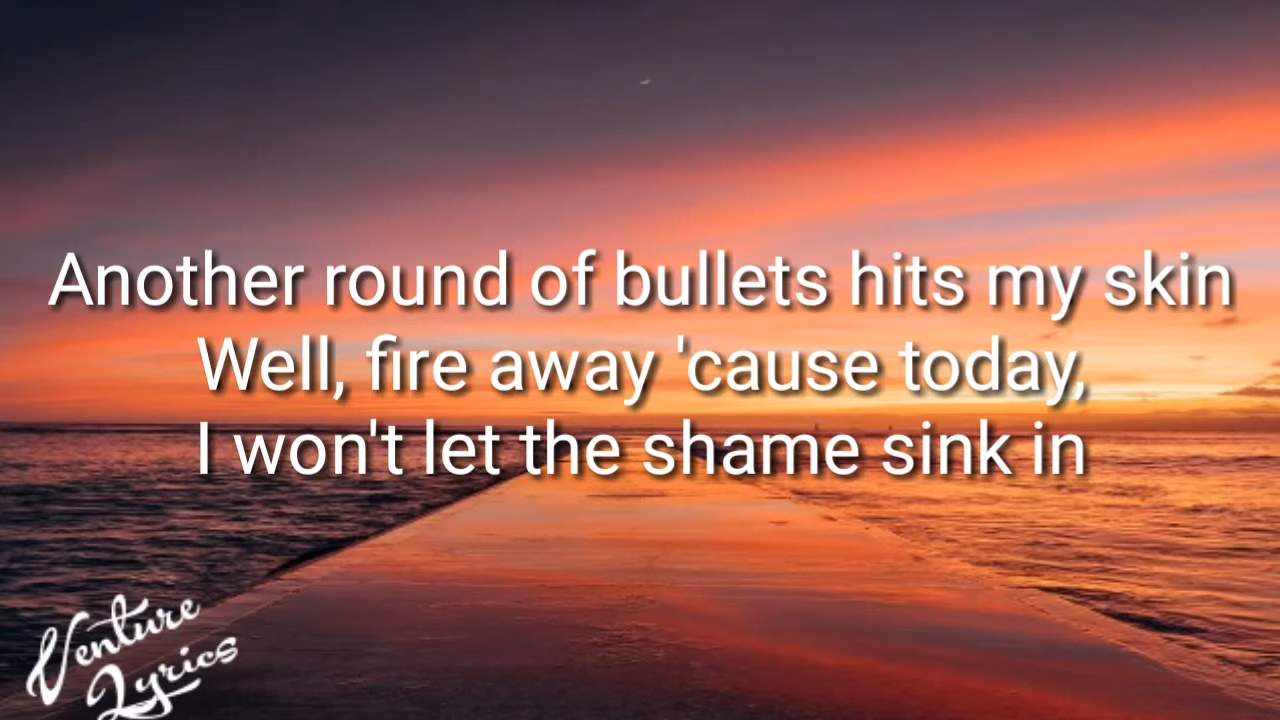 Another round of bullets hits my skin
Well, fire away 'cause today,
I won't let the shame sink in
Venture
Lyrics